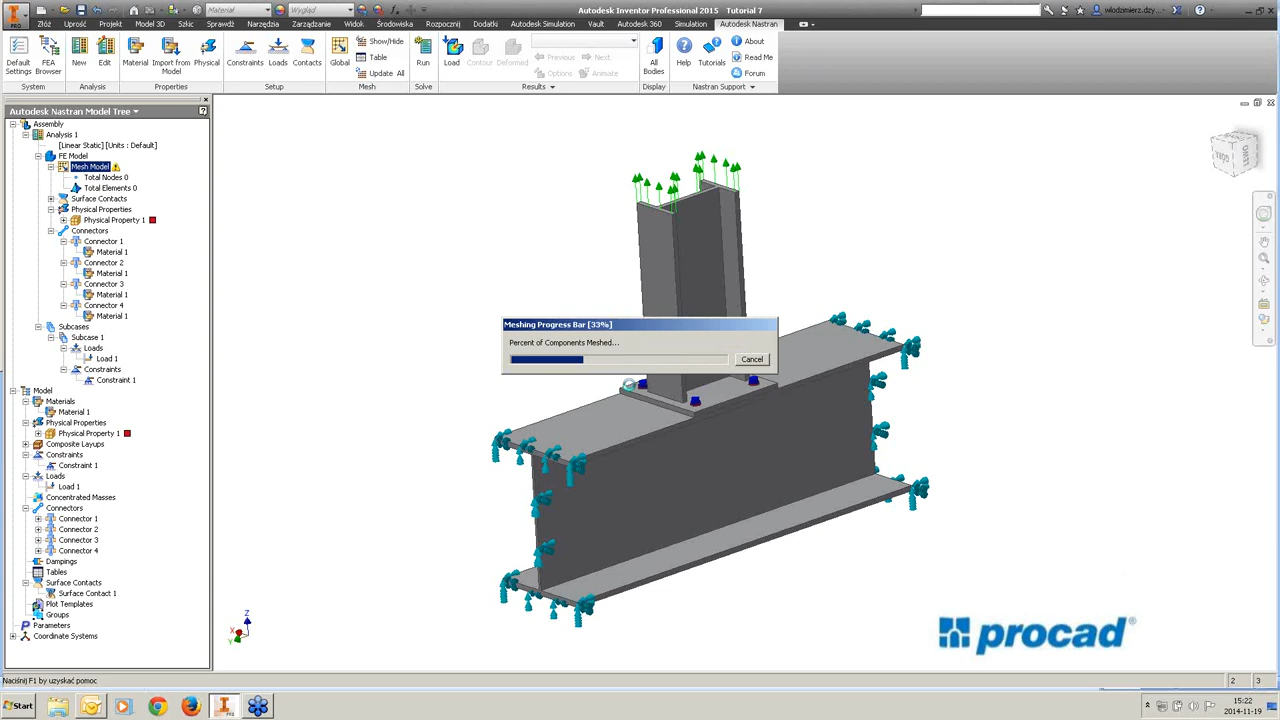 Autodesk Inventor Professional 2015 Tutorial 7
Material
Wygląd
włodzimierz.dzy...
PRO
Złóż Uprość Projekt Model 3D Szkic Sprawdź Narzędzia Zarządzanie Widok Środowiska Rozpocznij Dodatki Autodesk Simulation Vault Autodesk 360 Simulation Autodesk Nastran
Default Settings
FEA Browser
New
Edit
Material
Import from Model
Physical
Constraints
Loads
Contacts
Global
Show/Hide
Table
Update All
Run
Load
Contour
Deformed
Previous
Next
Options
Animate
All Bodies
Help
Tutorials
About
Read Me
Forum
System Analysis Properties Setup Mesh Solve Results Display Nastran Support
Autodesk Nastran Model Tree
Assembly
Analysis 1
[Linear Static] [Units : Default]
FE Model
Mesh Model
Total Nodes 0
Total Elements 0
Surface Contacts
Physical Properties
Physical Property 1
Connectors
Connector 1
Material 1
Connector 2
Material 1
Connector 3
Material 1
Connector 4
Material 1
Subcases
Subcase 1
Loads
Load 1
Constraints
Constraint 1
Model
Materials
Material 1
Physical Properties
Physical Property 1
Composite Layups
Constraints
Constraint 1
Loads
Load 1
Concentrated Masses
Connectors
Connector 1
Connector 2
Connector 3
Connector 4
Dampings
Tables
Surface Contacts
Surface Contact 1
Plot Templates
Groups
Parameters
Coordinate Systems
Meshing Progress Bar [33%]
Percent of Components Meshed...
Cancel
Z
X
Y
procad®
Naciśnij F1 by uzyskać pomoc
2 3
Start
15:22
2014-11-19